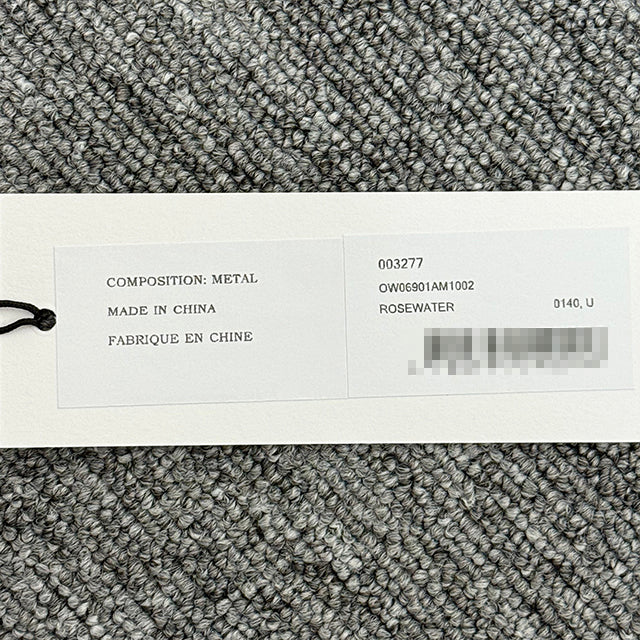 COMPOSITION: METAL
MADE IN CHINA
FABRIQUE EN CHINE
003277
OW06901AM1002
ROSEWATER 0140, U